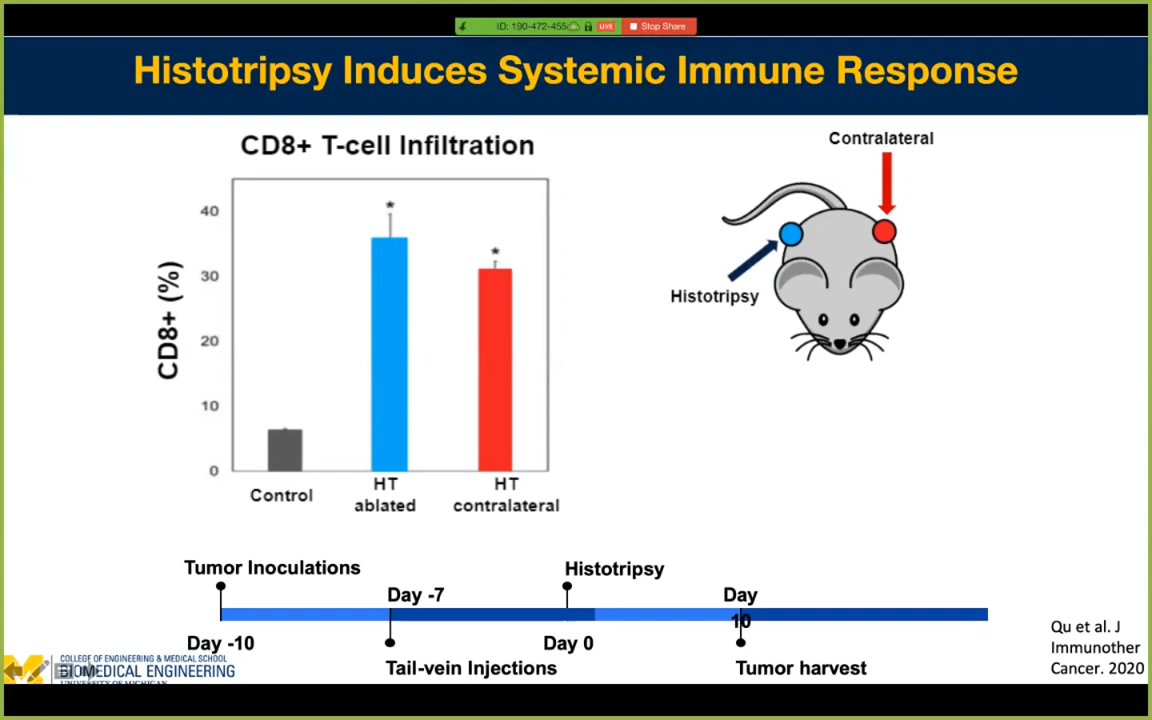 ID: 190-472-455
LIVE
Stop Share
Histotripsy Induces Systemic Immune Response
CD8+ T-cell Infiltration
CD8+ (%)
40
30
20
10
0
*
*
Control
HT
ablated
HT
contralateral
Contralateral
Histotripsy
Tumor Inoculations
Histotripsy
Day -7
Day
10
Day -10
Day 0
Tail-vein Injections
Tumor harvest
Qu et al. J
Immunother
Cancer. 2020
COLLEGE OF ENGINEERING & MEDICAL SCHOOL
BIOMEDICAL ENGINEERING
UNIVERSITY OF MICHIGAN